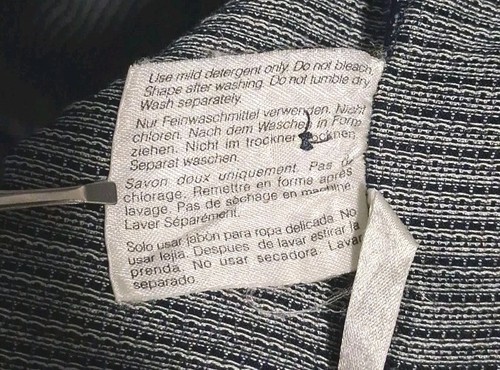 Use mild detergent only. Do not bleach.
Shape after washing. Do not tumble dry.
Wash separately.
Nur Feinwaschmittel verwenden. Nicht
chloren. Nach dem Waschen in Form
ziehen. Nicht im trockner trocknen.
Separat waschen.
Savon doux uniquement. Pas de
chlorage. Remettre en forme après
lavage. Pas de séchage en machine.
Laver Séparément.
Solo usar jabón para ropa delicada. No
usar lejia. Despues de lavar estirar la
prenda. No usar secadora. Lavar
separado